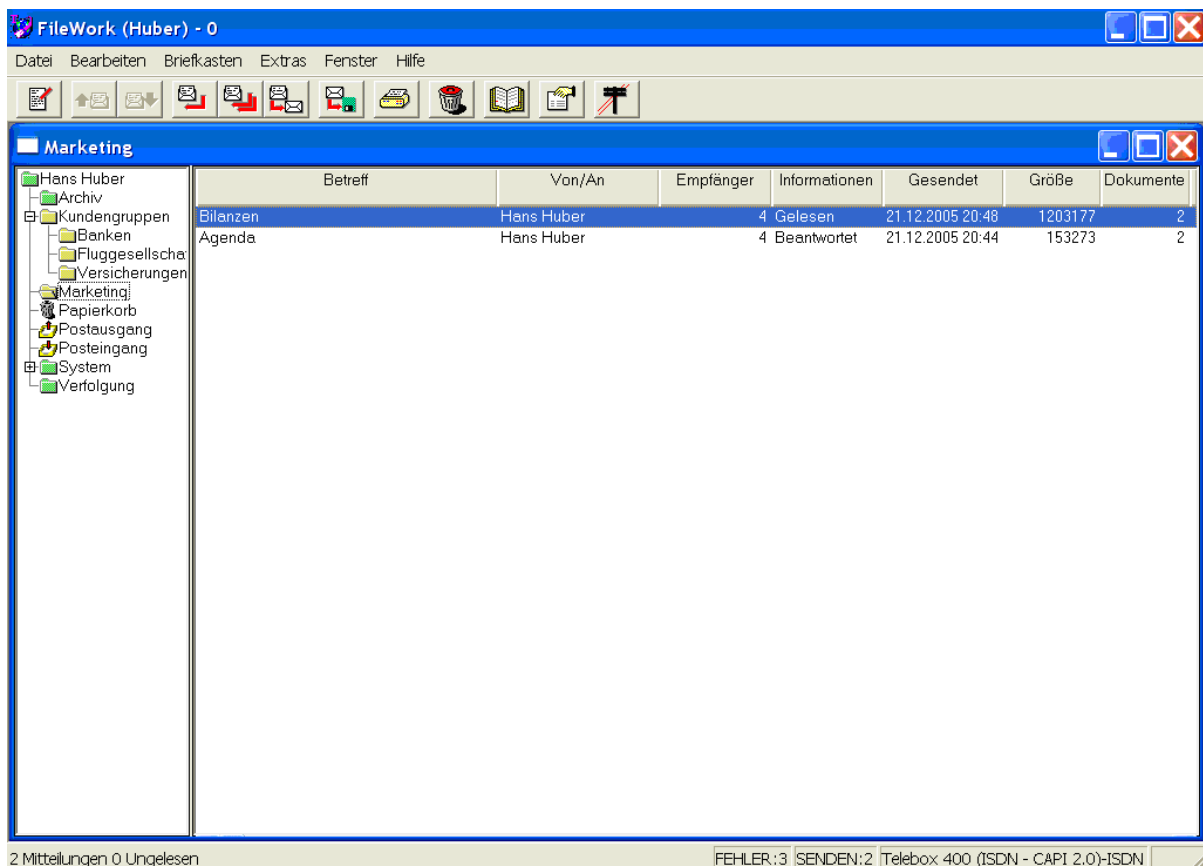 FileWork (Huber) - 0
Datei Bearbeiten Briefkasten Extras Fenster Hilfe
Marketing
Hans Huber
Archiv
Kundengruppen
Banken
Fluggesellscha
Versicherungen
Marketing
Papierkorb
Postausgang
Posteingang
System
Verfolgung
Betreff Von/An Empfänger Informationen Gesendet Größe Dokumente
Bilanzen Hans Huber 4 Gelesen 21.12.2005 20:48 1203177 2
Agenda Hans Huber 4 Beantwortet 21.12.2005 20:44 153273 2
2 Mitteilungen 0 Ungelesen FEHLER:3 SENDEN:2 Telebox 400 (ISDN - CAPI 2.0)-ISDN